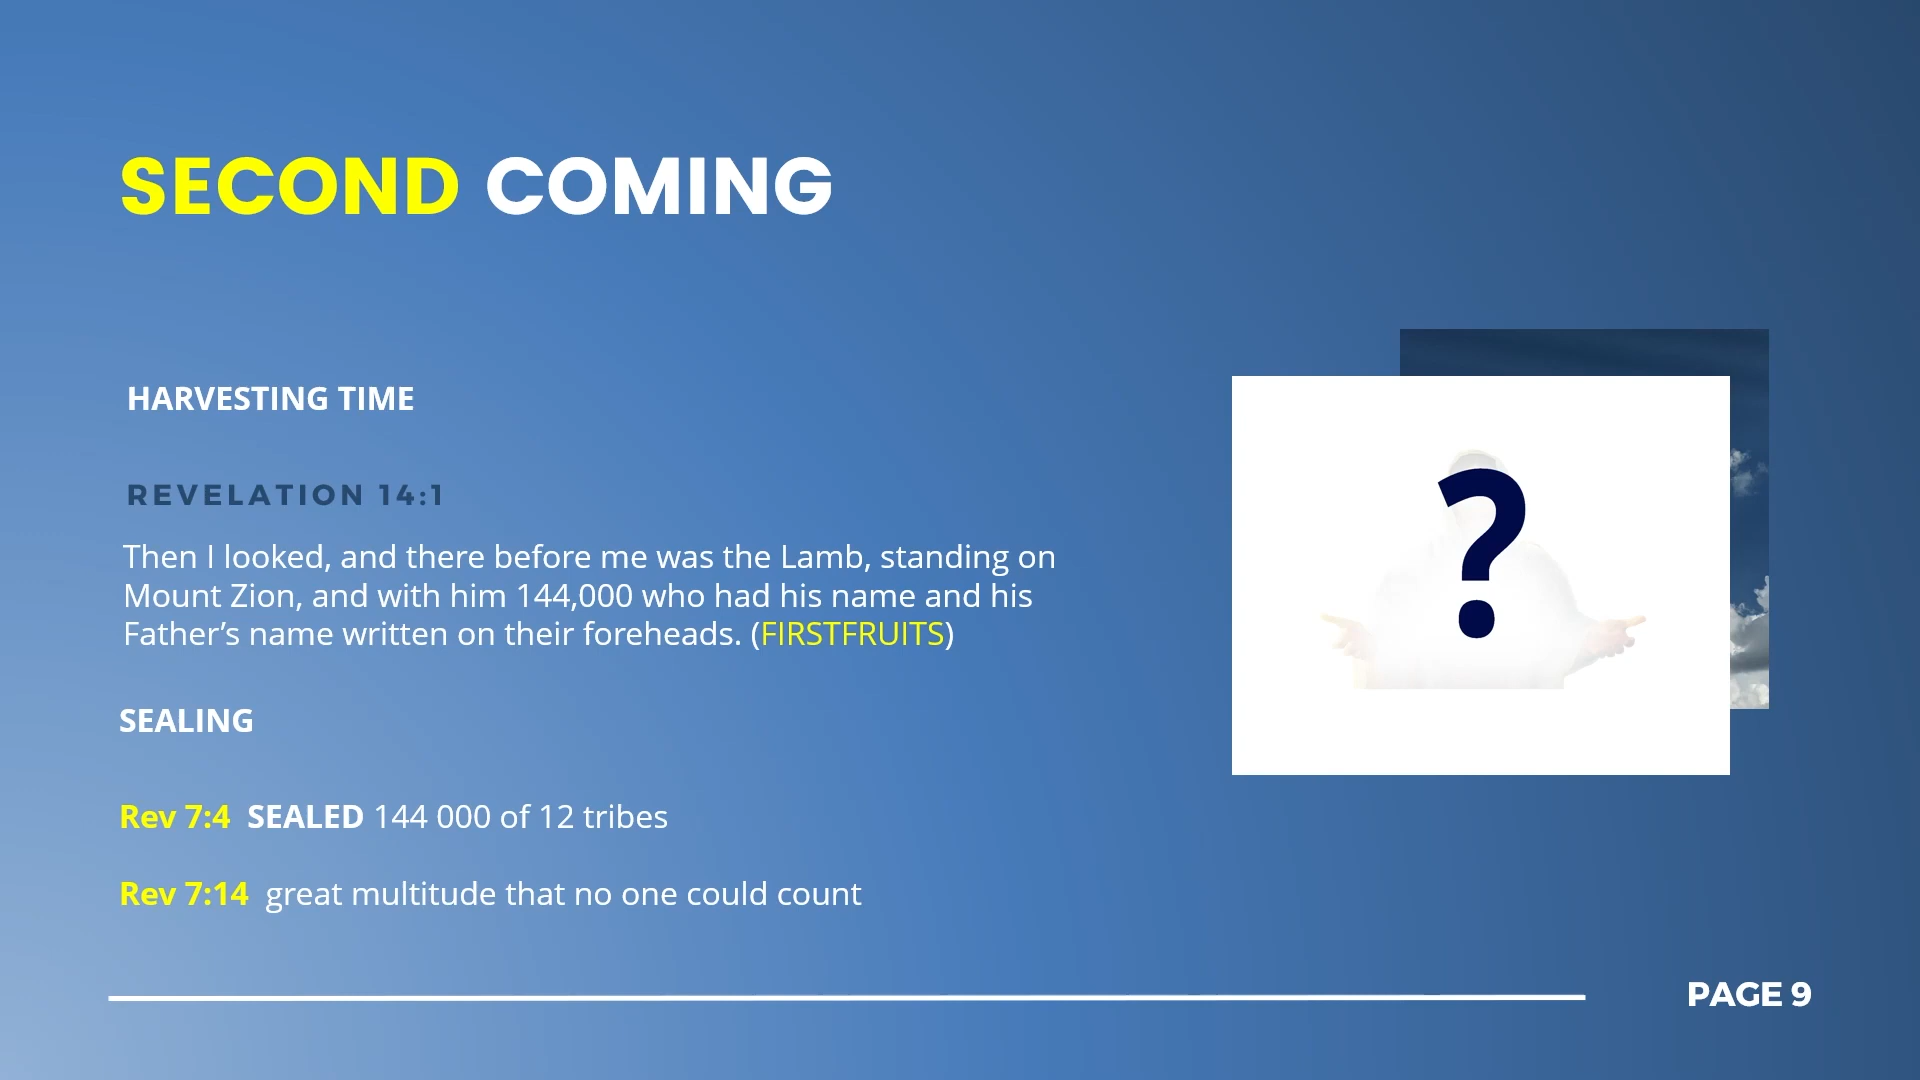 SECOND COMING
HARVESTING TIME
REVELATION 14:1
Then I looked, and there before me was the Lamb, standing on
Mount Zion, and with him 144,000 who had his name and his
Father’s name written on their foreheads. (FIRSTFRUITS)
SEALING
Rev 7:4 SEALED 144 000 of 12 tribes
Rev 7:14 great multitude that no one could count
?
PAGE 9